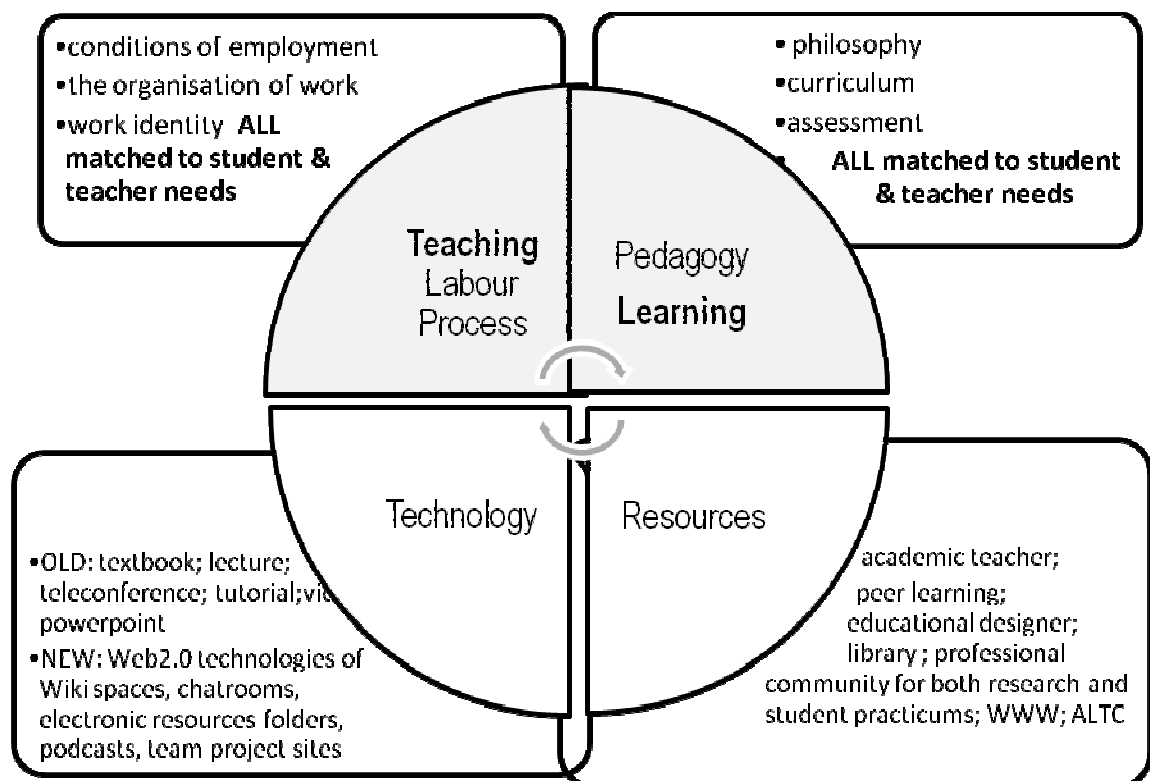 •conditions of employment
•the organisation of work
•work identity ALL
matched to student &
teacher needs
• philosophy
•curriculum
•assessment
• ALL matched to student
& teacher needs
Teaching
Labour
Process
Pedagogy
Learning
Technology
Resources
•OLD: textbook; lecture;
teleconference; tutorial;
powerpoint
•NEW: Web2.0 technologies of
Wiki spaces, chatrooms,
electronic resources folders,
podcasts, team project sites
academic teacher;
peer learning;
educational designer;
library ; professional
community for both research and
student practicums; WWW; ALTC